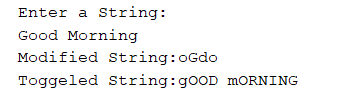 Enter a String:
Good Morning
Modified String:oGdo
Toggeled String:gOOD mORNING